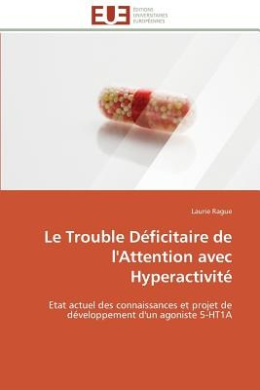 EUE
ÉDITIONS
UNIVERSITAIRES
EUROPÉENNES
Laurie Rague
Le Trouble Déficitaire de
l'Attention avec
Hyperactivité
Etat actuel des connaissances et projet de
développement d'un agoniste 5-HT1A